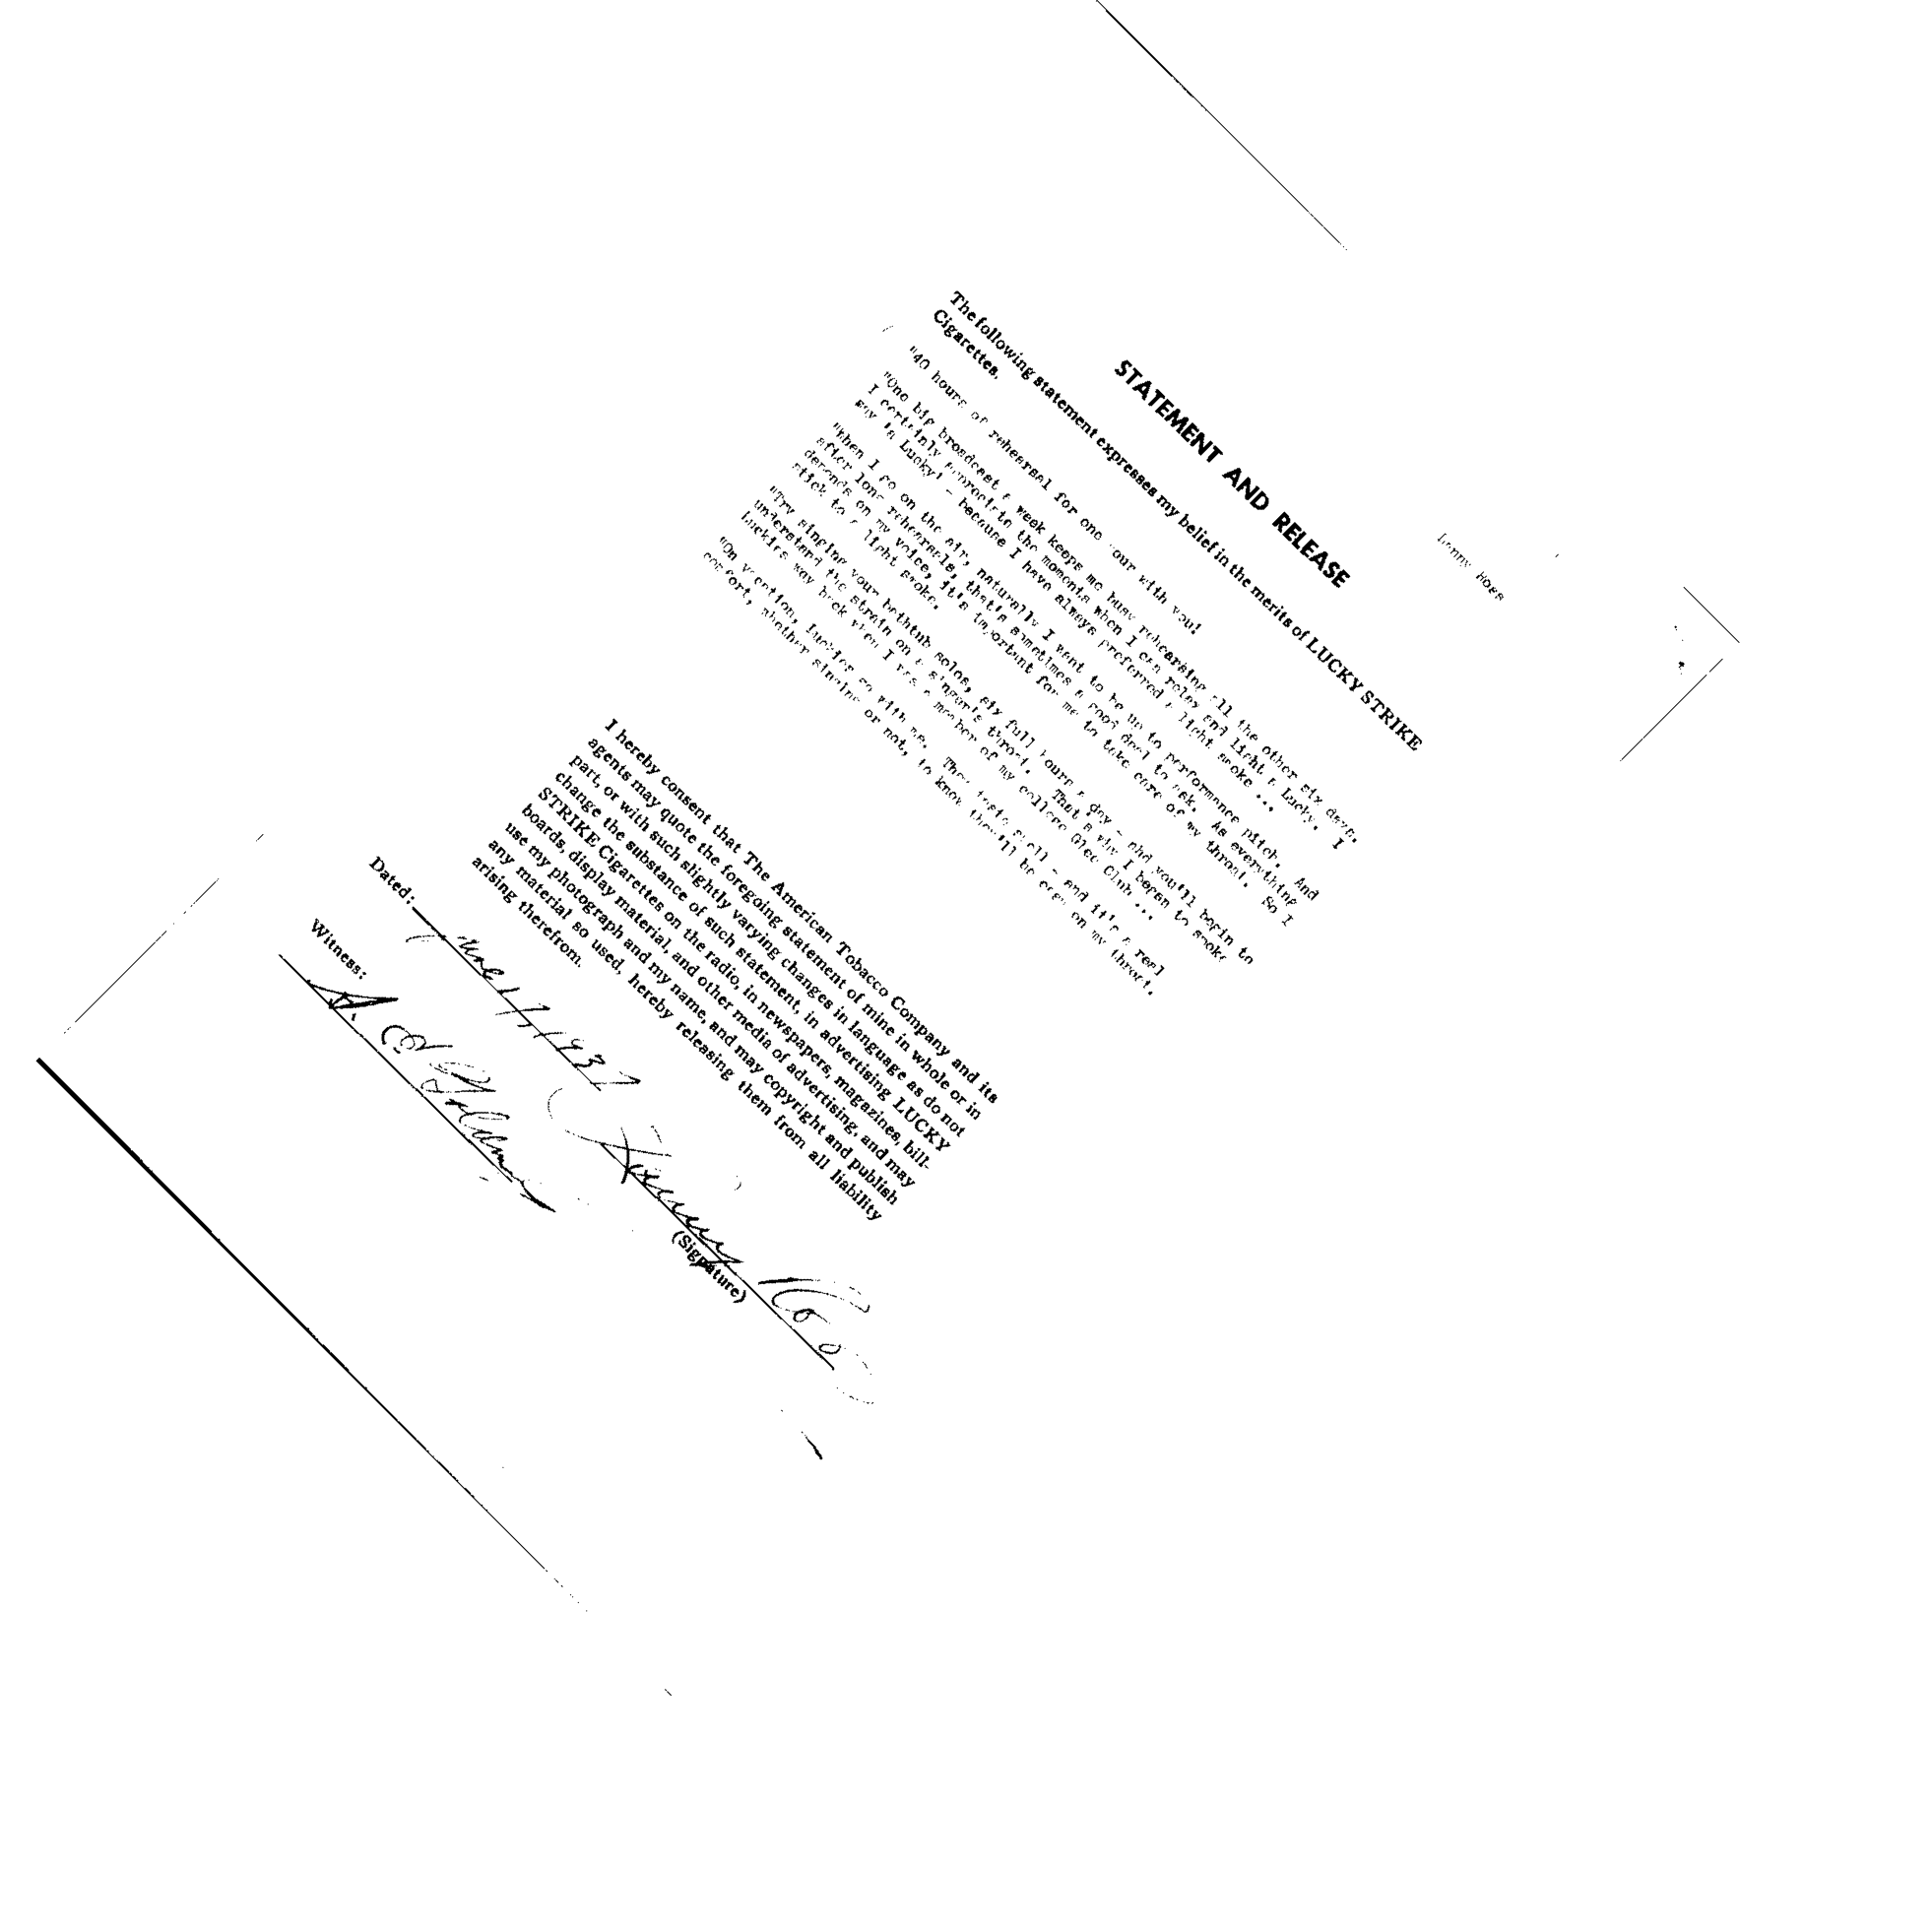 Lenny Ross
STATEMENT AND RELEASE
The following statement expresses my belief in the merits of LUCKY STRIKE
Cigarettes.
"40 hours of rehearsal for one hour with you!
"One big broadcast a week keeps me busy rehearsing all the other six days.
I certainly appreciate the moments when I can relax and light a Lucky. I
say 'a Lucky' - because I have always preferred a light smoke ...
"When I go on the air, naturally I want to be up to performance pitch. And
after long rehearsals, that's sometimes a good deal to ask. As everything
depends on my voice, it's important for me to take care of my throat. So I
stick to a light smoke.
"Try singing your bathtub solos, six full hours a day - and you'll begin to
understand the strain on a singer's throat. That's why I began to smoke
Luckies way back when I was a member of my college Glee Club ...
"On vacation, Luckies go with me. They taste swell - and it's a real
comfort, whether singing or not, to know they'll be easy on my throat.
I hereby consent that The American Tobacco Company and its
agents may quote the foregoing statement of mine in whole or in
part, or with such slightly varying changes in language as do not
change the substance of such statement, in advertising LUCKY
STRIKE Cigarettes on the radio, in newspapers, magazines, bill-
boards, display material, and other media of advertising, and may
use my photograph and my name, and may copyright and publish
any material so used, hereby releasing them from all liability
arising therefrom.
Dated: June 17 1937
(Signature)
Witness: